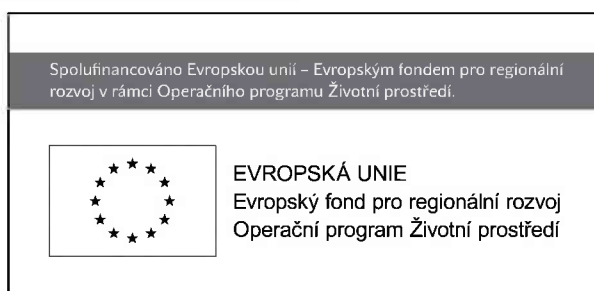 Spolufinancováno Evropskou unií – Evropským fondem pro regionální
rozvoj v rámci Operačního programu Životní prostředí.
EVROPSKÁ UNIE
Evropský fond pro regionální rozvoj
Operační program Životní prostředí